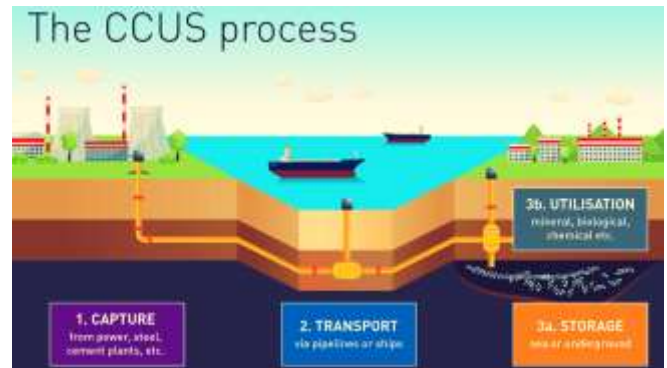 The CCUS process
3b. UTILISATION
mineral, biological,
chemical etc.
1. CAPTURE
from power, steel,
cement plants, etc.
2. TRANSPORT
via pipelines or ships
3a. STORAGE
sea or underground